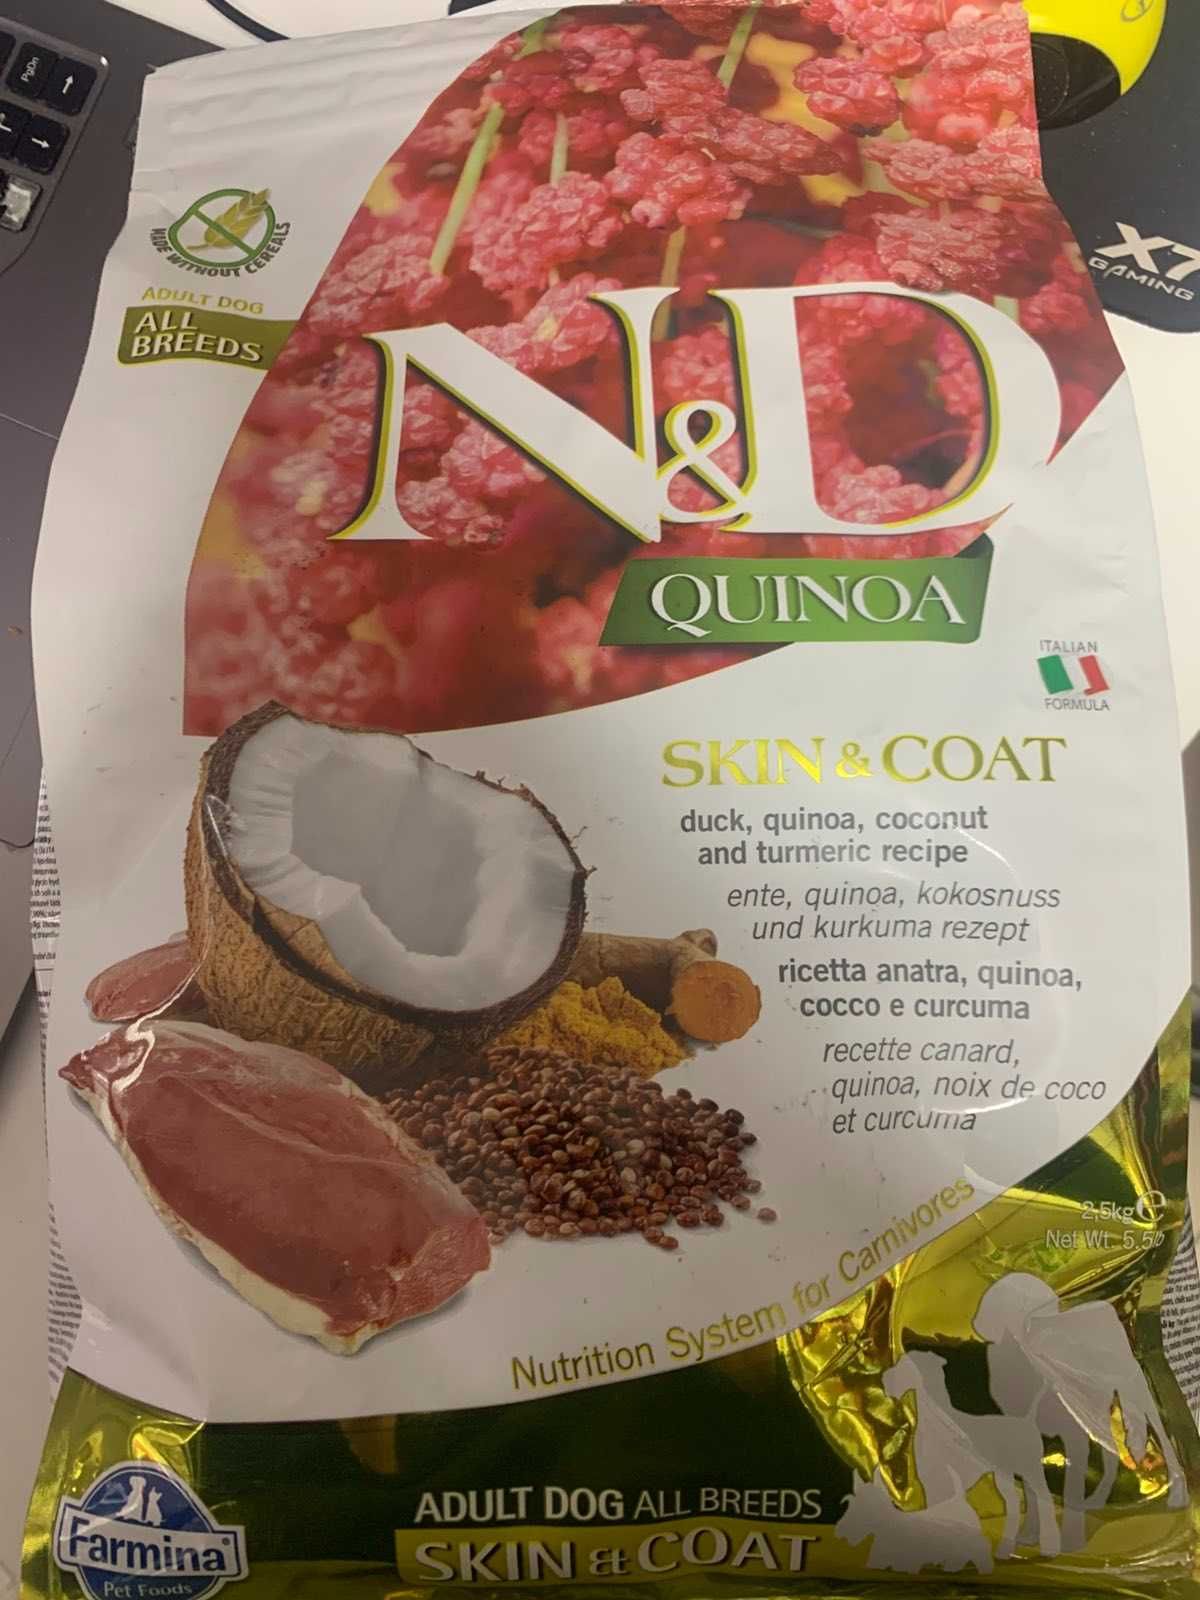 PgDn
X7
GAMING
MADE WITHOUT CEREALS
ADULT DOG
ALL
BREEDS
N&D
QUINOA
ITALIAN
FORMULA
SKIN & COAT
duck, quinoa, coconut
and turmeric recipe
ente, quinoa, kokosnuss
und kurkuma rezept
ricetta anatra, quinoa,
cocco e curcuma
recette canard,
quinoa, noix de coco
et curcuma
2,5kg e
Net Wt. 5.5lb
Nutrition System for Carnivores
ADULT DOG ALL BREEDS
SKIN & COAT
Farmina®
Pet Foods